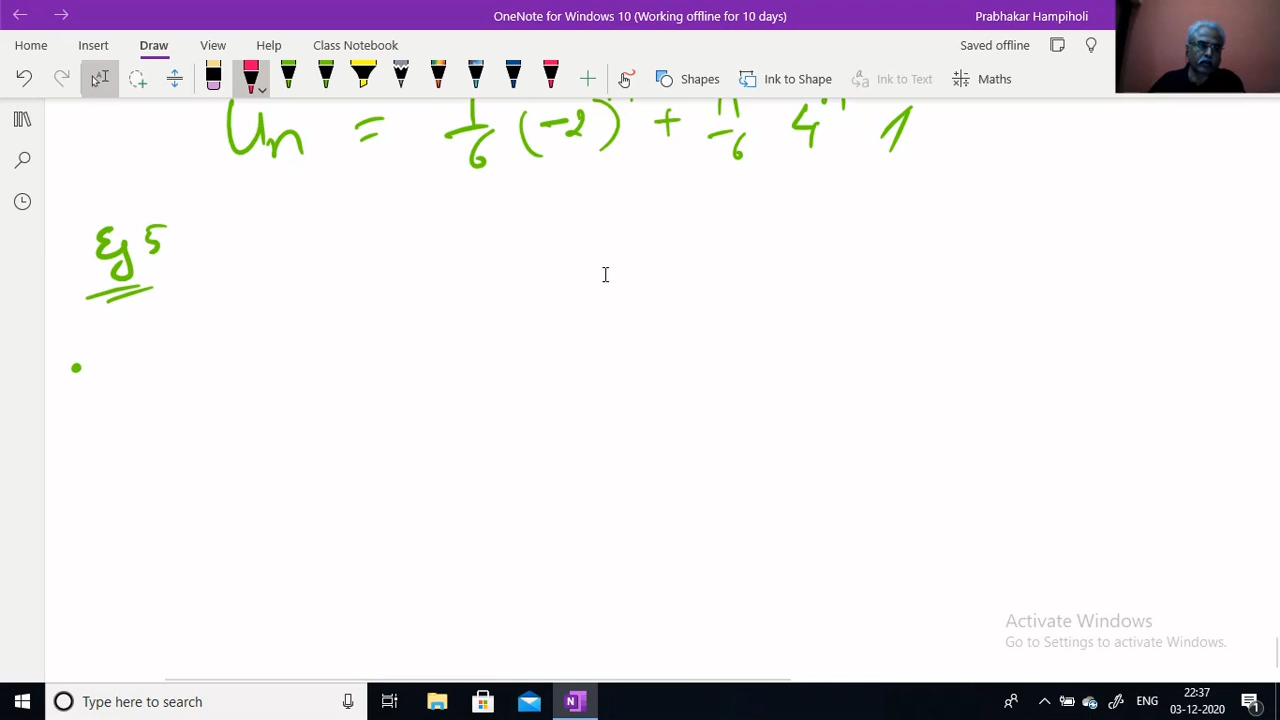 OneNote for Windows 10 (Working offline for 10 days)
Prabhakar Hampiholi
Home Insert Draw View Help Class Notebook
Saved offline
Shapes Ink to Shape Ink to Text Maths
Un = 1/6 (-2)ⁿ + 11/6 4ⁿ
Eg 5
Activate Windows
Go to Settings to activate Windows.
Type here to search
ENG
22:37
03-12-2020
1